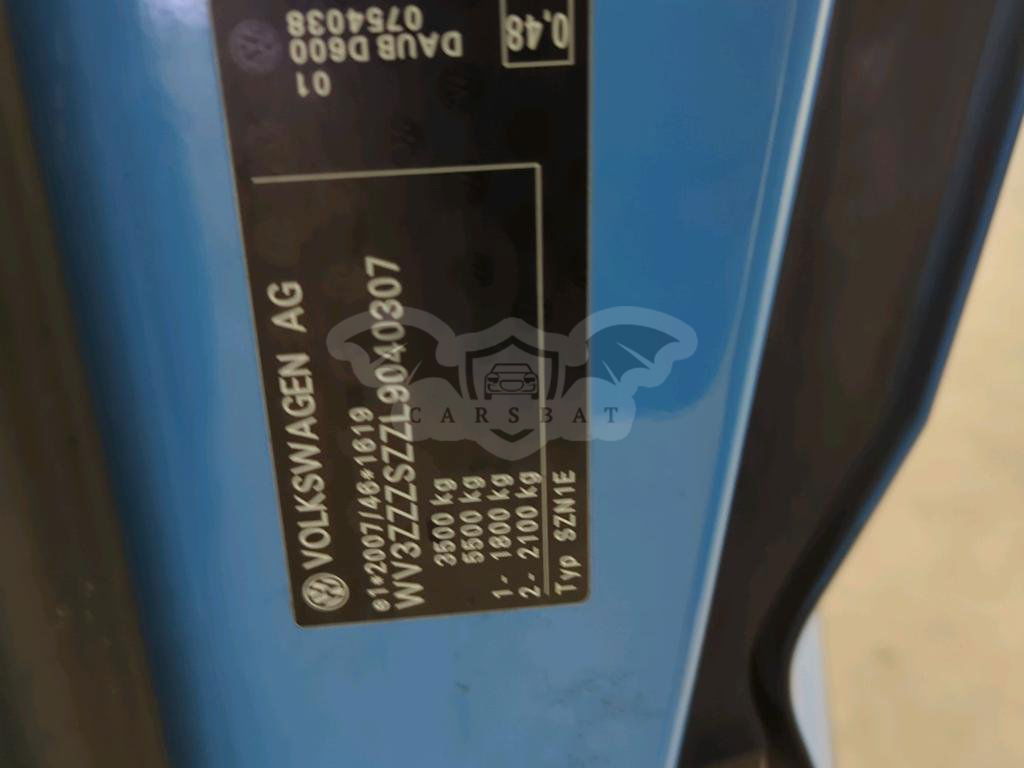 VOLKSWAGEN AG
e1*2007/46*1619
WV3ZZZSZZL9040307
3500 kg
5500 kg
1- 1800 kg
2- 2100 kg
Typ SZN1E
01
DAUB D600
0754038
0,48
CARSBAT